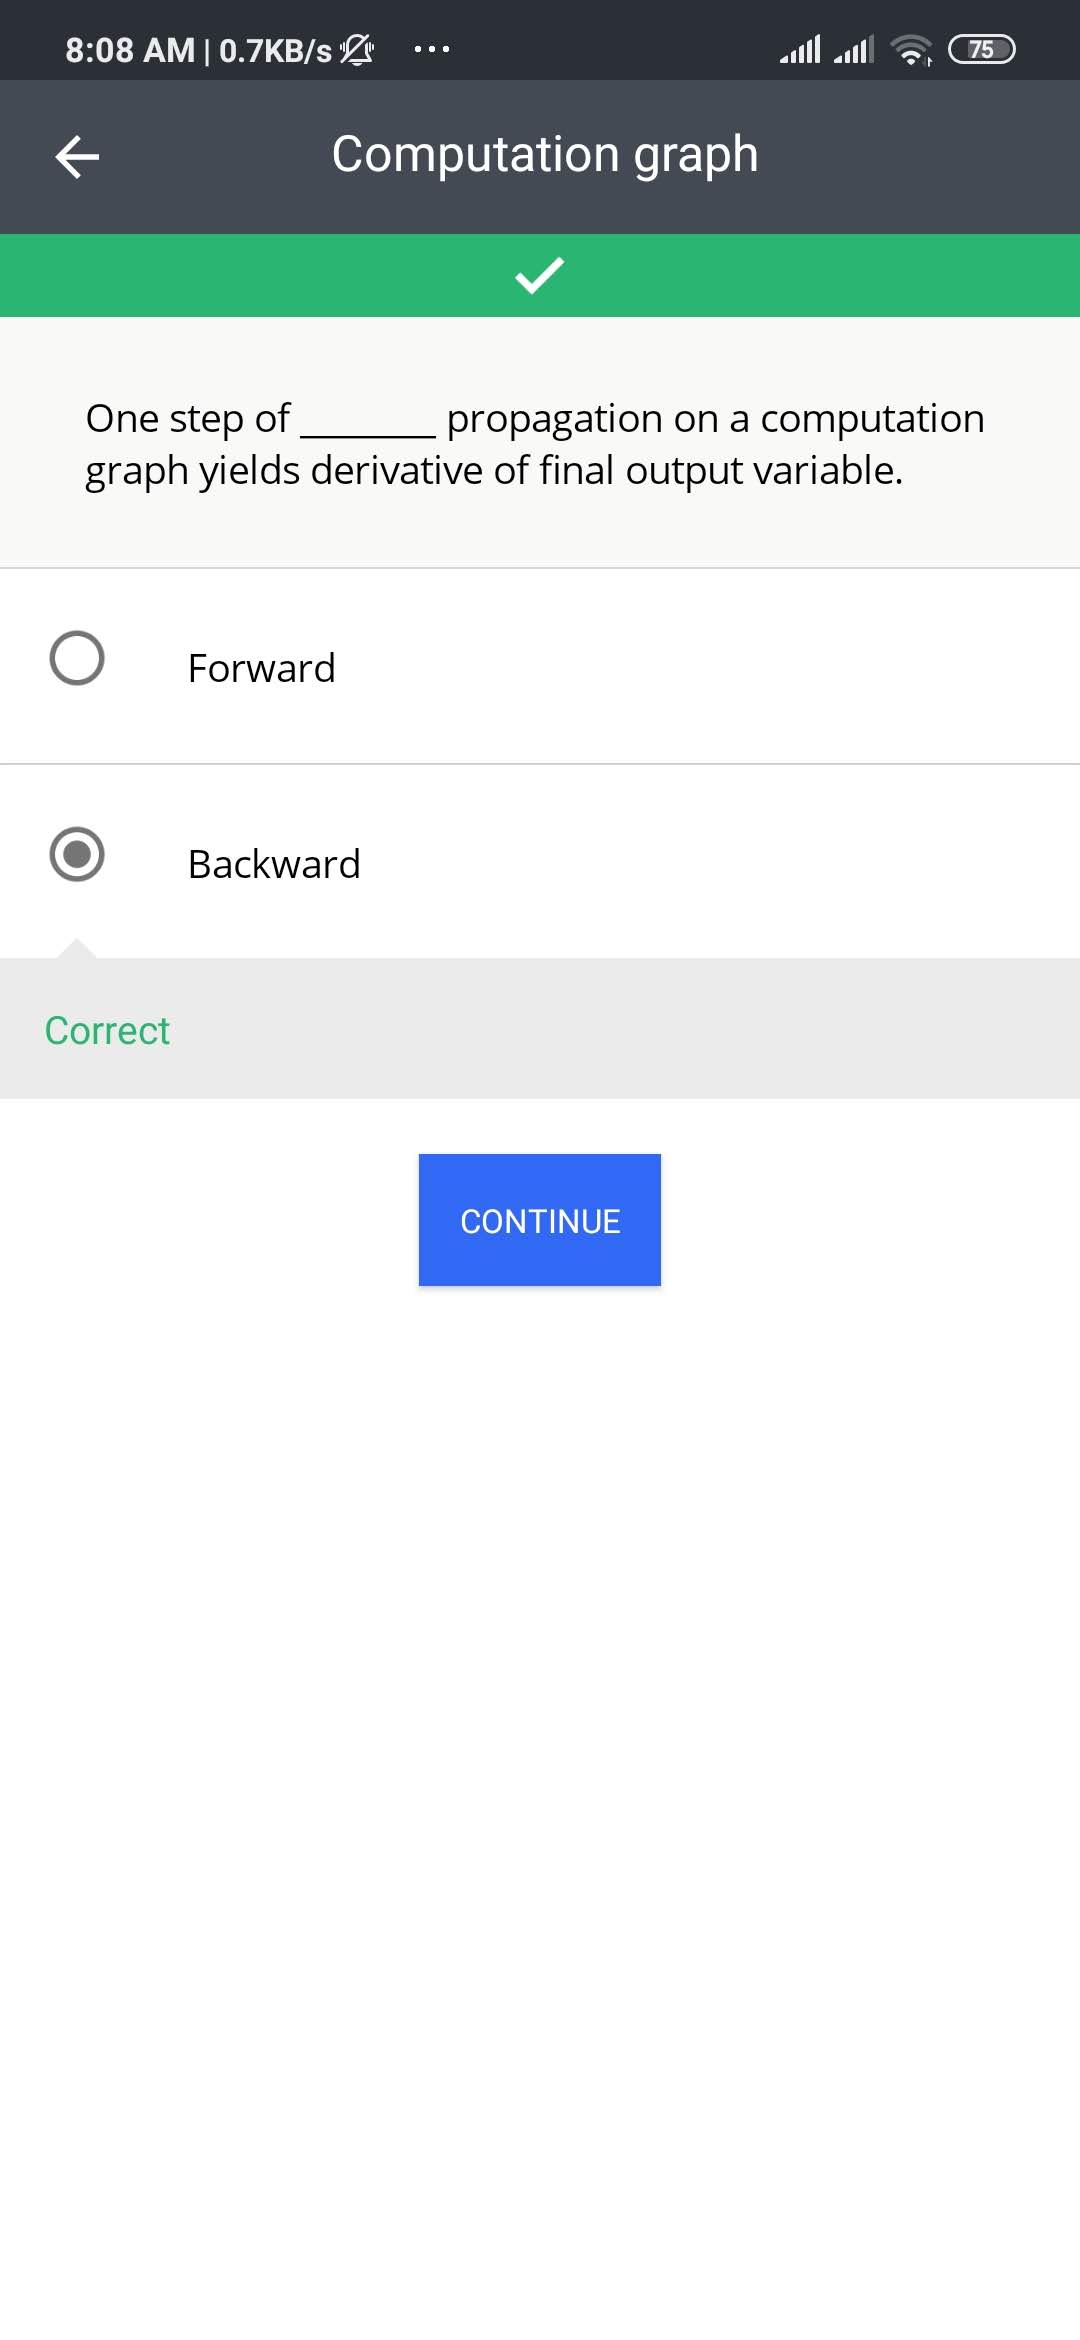 8:08 AM | 0.7KB/s ... 75
Computation graph
One step of ________ propagation on a computation
graph yields derivative of final output variable.
Forward
Backward
Correct
CONTINUE